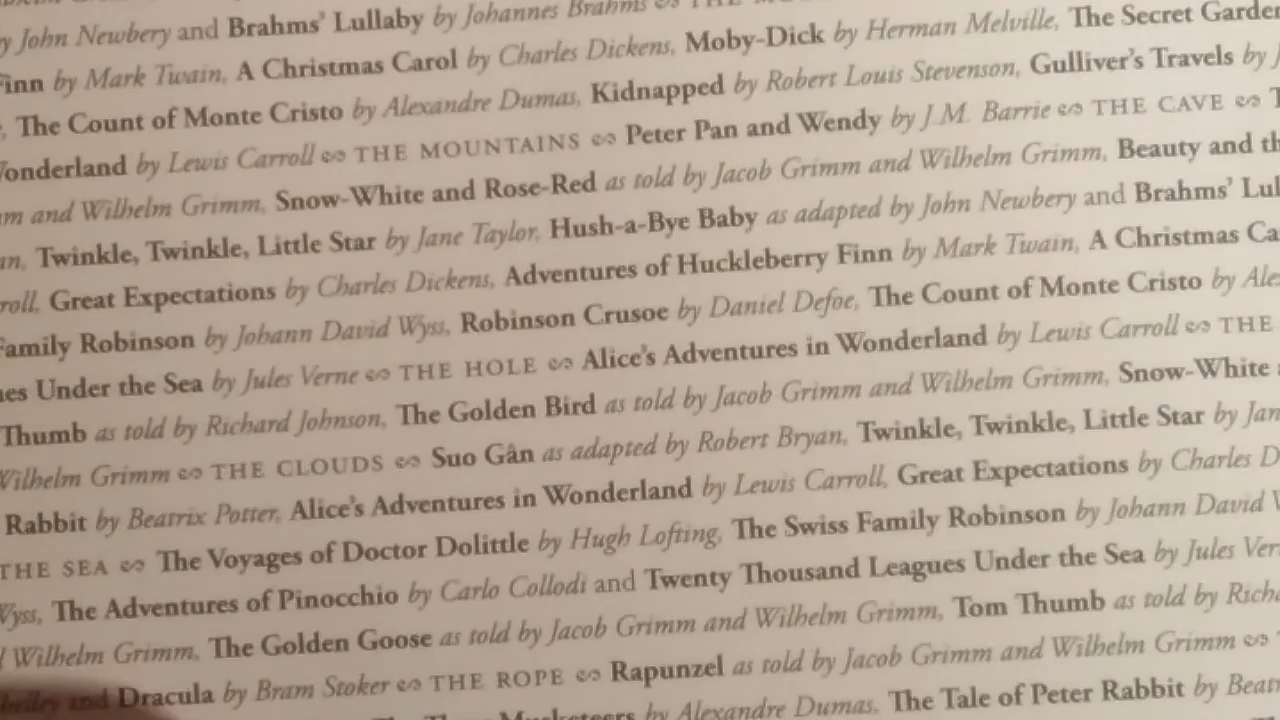 y John Newbery and Brahms' Lullaby by Johannes Brahms ∽
Finn by Mark Twain, A Christmas Carol by Charles Dickens, Moby-Dick by Herman Melville, The Secret Garden
, The Count of Monte Cristo by Alexandre Dumas, Kidnapped by Robert Louis Stevenson, Gulliver's Travels by J
Wonderland by Lewis Carroll ∽ THE MOUNTAINS ∽ Peter Pan and Wendy by J.M. Barrie ∽ THE CAVE ∽ T
m and Wilhelm Grimm, Snow-White and Rose-Red as told by Jacob Grimm and Wilhelm Grimm, Beauty and th
an, Twinkle, Twinkle, Little Star by Jane Taylor, Hush-a-Bye Baby as adapted by John Newbery and Brahms' Lul
roll, Great Expectations by Charles Dickens, Adventures of Huckleberry Finn by Mark Twain, A Christmas Ca
Family Robinson by Johann David Wyss, Robinson Crusoe by Daniel Defoe, The Count of Monte Cristo by Ale
es Under the Sea by Jules Verne ∽ THE HOLE ∽ Alice's Adventures in Wonderland by Lewis Carroll ∽ THE
Thumb as told by Richard Johnson, The Golden Bird as told by Jacob Grimm and Wilhelm Grimm, Snow-White
Wilhelm Grimm ∽ THE CLOUDS ∽ Suo Gân as adapted by Robert Bryan, Twinkle, Twinkle, Little Star by Jan
Rabbit by Beatrix Potter, Alice's Adventures in Wonderland by Lewis Carroll, Great Expectations by Charles D
THE SEA ∽ The Voyages of Doctor Dolittle by Hugh Lofting, The Swiss Family Robinson by Johann David
Wyss, The Adventures of Pinocchio by Carlo Collodi and Twenty Thousand Leagues Under the Sea by Jules Ver
Wilhelm Grimm, The Golden Goose as told by Jacob Grimm and Wilhelm Grimm, Tom Thumb as told by Richa
and Dracula by Bram Stoker ∽ THE ROPE ∽ Rapunzel as told by Jacob Grimm and Wilhelm Grimm ∽
Musketeers by Alexandre Dumas, The Tale of Peter Rabbit by Beatr